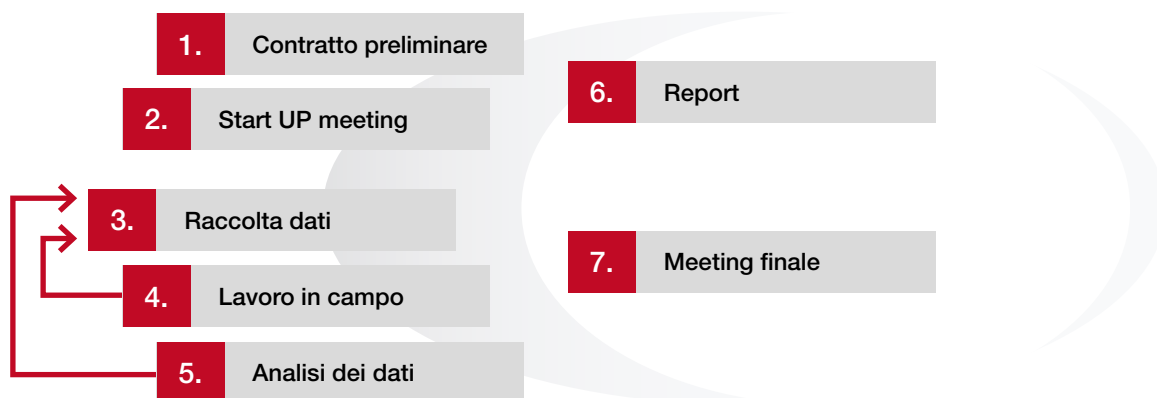 1. Contratto preliminare
2. Start UP meeting
3. Raccolta dati
4. Lavoro in campo
5. Analisi dei dati
6. Report
7. Meeting finale